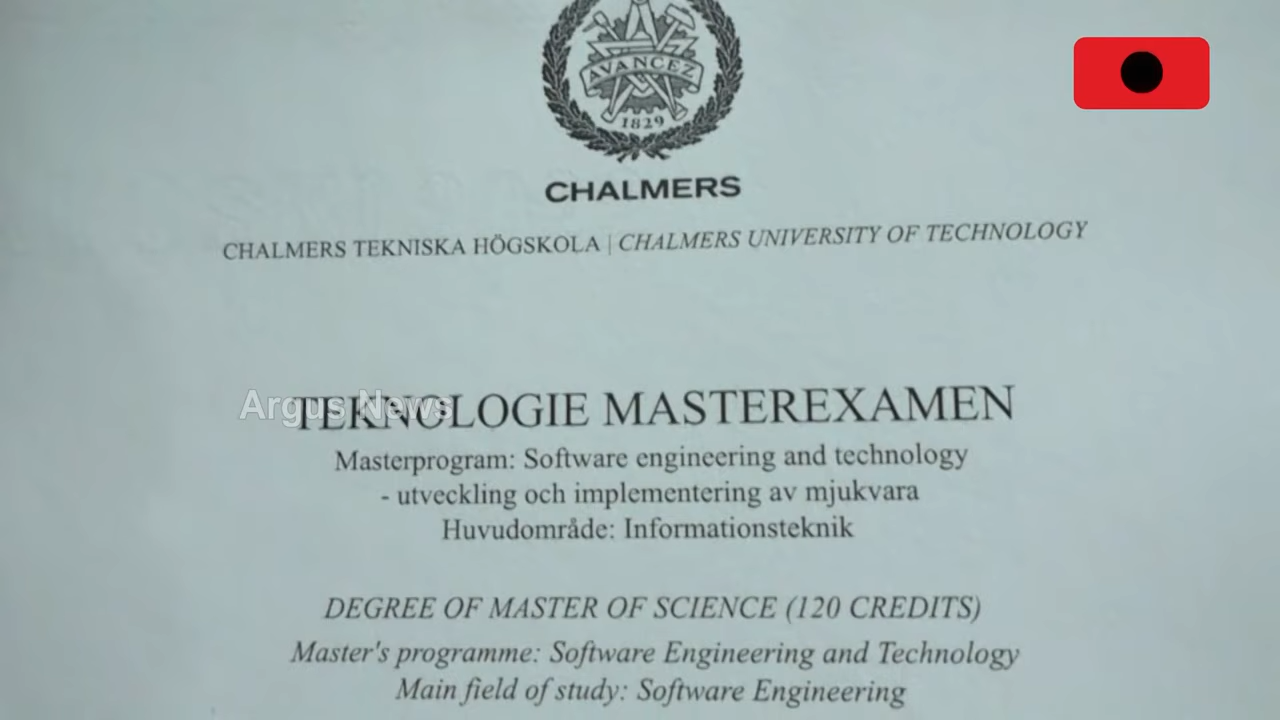 AVANCEZ
1829
CHALMERS
CHALMERS TEKNISKA HÖGSKOLA | CHALMERS UNIVERSITY OF TECHNOLOGY
Argus News
TEKNOLOGIE MASTEREXAMEN
Masterprogram: Software engineering and technology
- utveckling och implementering av mjukvara
Huvudområde: Informationsteknik
DEGREE OF MASTER OF SCIENCE (120 CREDITS)
Master's programme: Software Engineering and Technology
Main field of study: Software Engineering